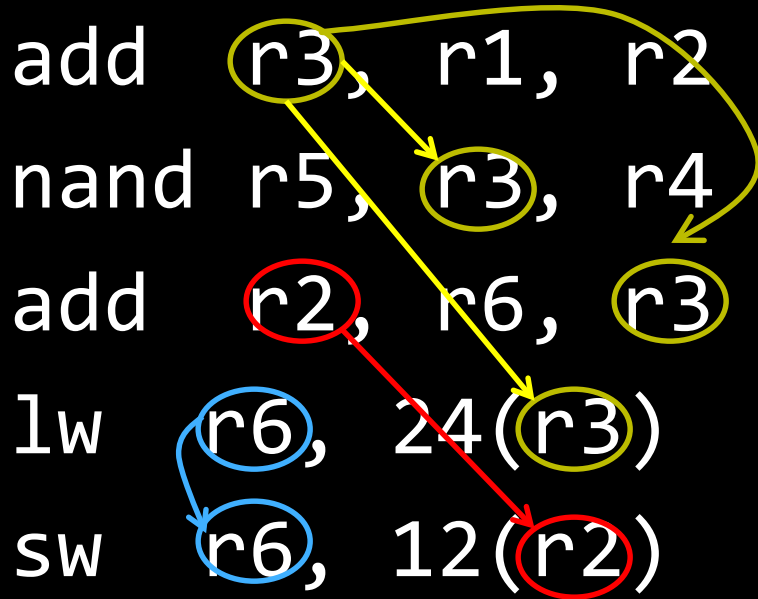 add r3, r1, r2
nand r5, r3, r4
add r2, r6, r3
lw r6, 24(r3)
sw r6, 12(r2)